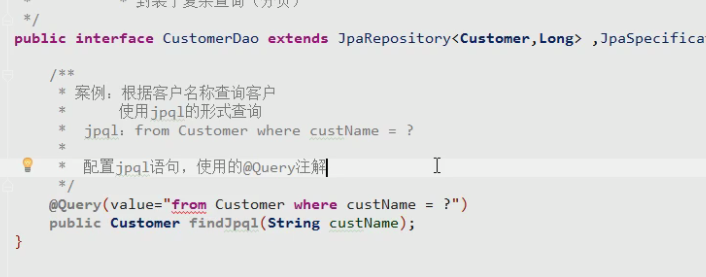 * 封装了复杂查询（分页）
*/
public interface CustomerDao extends JpaRepository<Customer,Long> ,JpaSpecificat
/**
* 案例：根据客户名称查询客户
* 使用jpql的形式查询
* jpql：from Customer where custName = ?
*
* 配置jpql语句，使用的@Query注解
*/
@Query(value="from Customer where custName = ?")
public Customer findJpql(String custName);
}